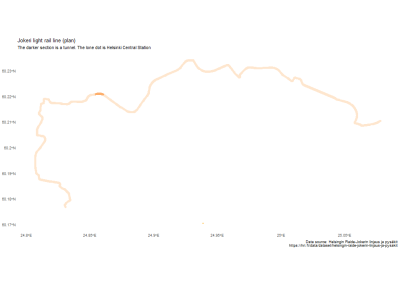 Jokeri light rail line (plan)
The darker section is a tunnel. The lone dot is Helsinki Central Station
60.23°N
60.22°N
60.21°N
60.2°N
60.19°N
60.18°N
60.17°N
24.8°E
24.85°E
24.9°E
24.95°E
25°E
25.05°E
Data source: Helsingin Raide-Jokerin linjaus ja pysäkit